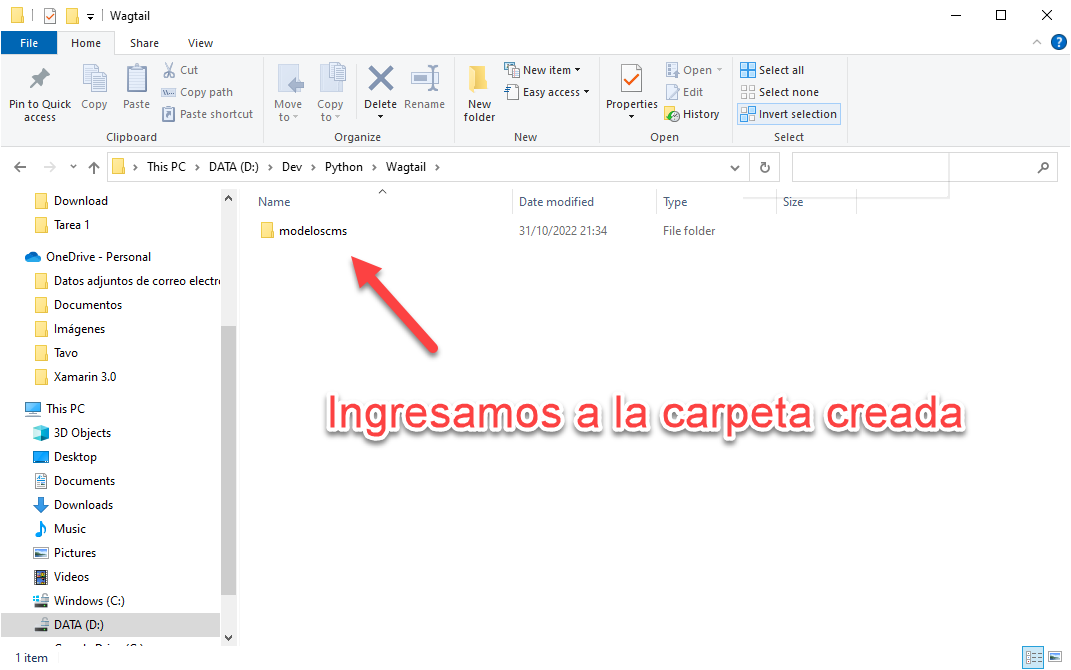 Wagtail
File
Home
Share
View
Pin to Quick
access
Copy
Paste
Cut
Copy path
Paste shortcut
Clipboard
Move
to
Copy
to
Delete
Rename
Organize
New
folder
New item
Easy access
New
Properties
Open
Edit
History
Open
Select all
Select none
Invert selection
Select
This PC
DATA (D:)
Dev
Python
Wagtail
Name
Date modified
Type
Size
modeloscms
31/10/2022 21:34
File folder
Download
Tarea 1
OneDrive - Personal
Datos adjuntos de correo electr
Documentos
Imágenes
Tavo
Xamarin 3.0
This PC
3D Objects
Desktop
Documents
Downloads
Music
Pictures
Videos
Windows (C:)
DATA (D:)
Ingresamos a la carpeta creada
1 item